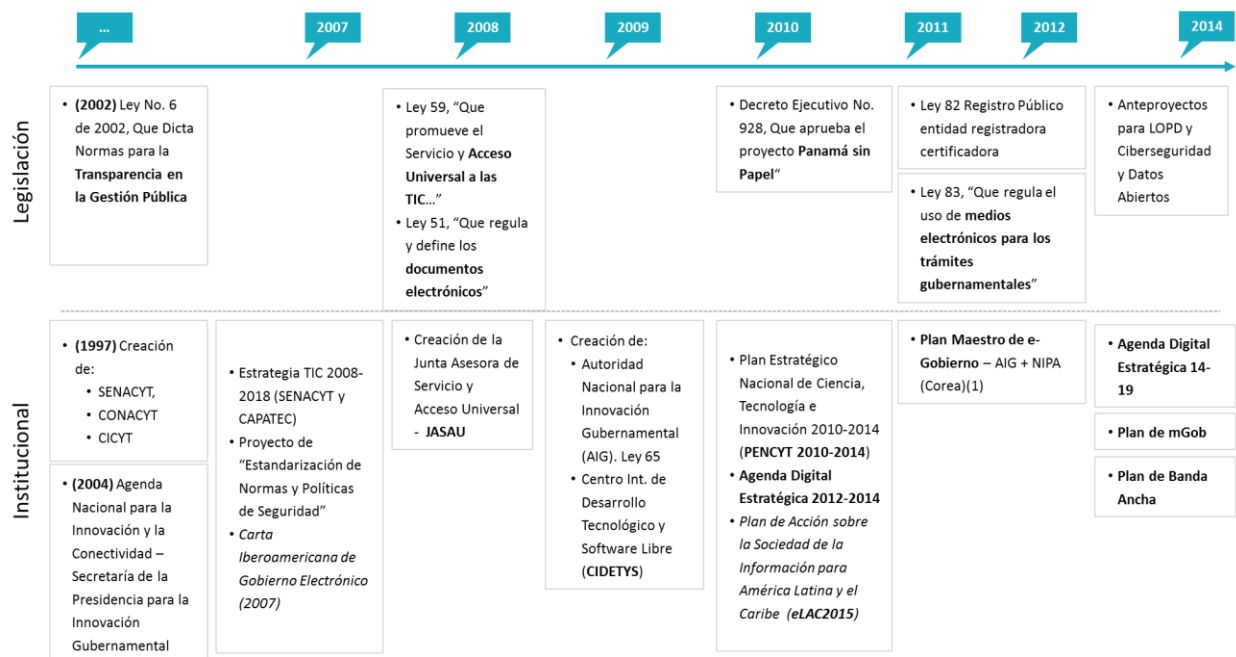 ...
2007
2008
2009
2010
2011
2012
2014
Legislación
• (2002) Ley No. 6
de 2002, Que Dicta
Normas para la
Transparencia en
la Gestión Pública
• Ley 59, “Que
promueve el
Servicio y Acceso
Universal a las
TIC…”
• Ley 51, “Que regula
y define los
documentos
electrónicos”
• Decreto Ejecutivo No.
928, Que aprueba el
proyecto Panamá sin
Papel“
• Ley 82 Registro Público
entidad registradora
certificadora
• Ley 83, “Que regula el
uso de medios
electrónicos para los
trámites
gubernamentales”
• Anteproyectos
para LOPD y
Ciberseguridad
y Datos
Abiertos
Institucional
• (1997) Creación
de:
• SENACYT,
• CONACYT
• CICYT
• (2004) Agenda
Nacional para la
Innovación y la
Conectividad –
Secretaría de la
Presidencia para la
Innovación
Gubernamental
• Estrategia TIC 2008-
2018 (SENACYT y
CAPATEC)
• Proyecto de
“Estandarización de
Normas y Políticas
de Seguridad”
• Carta
Iberoamericana de
Gobierno Electrónico
(2007)
• Creación de la
Junta Asesora de
Servicio y
Acceso Universal
- JASAU
• Creación de:
• Autoridad
Nacional para la
Innovación
Gubernamental
(AIG). Ley 65
• Centro Int. de
Desarrollo
Tecnológico y
Software Libre
(CIDETYS)
• Plan Estratégico
Nacional de Ciencia,
Tecnología e
Innovación 2010-2014
(PENCYT 2010-2014)
• Agenda Digital
Estratégica 2012-2014
• Plan de Acción sobre
la Sociedad de la
Información para
América Latina y el
Caribe (eLAC2015)
• Plan Maestro de e-
Gobierno – AIG + NIPA
(Corea)(1)
• Agenda Digital
Estratégica 14-
19
• Plan de mGob
• Plan de Banda
Ancha